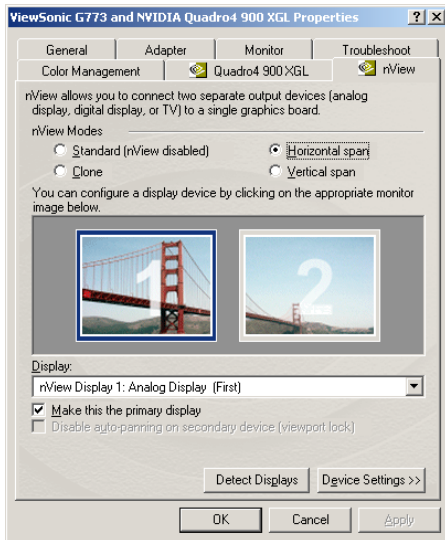 ViewSonic G773 and NVIDIA Quadro4 900 XGL Properties
General Adapter Monitor Troubleshoot
Color Management Quadro4 900 XGL nView
nView allows you to connect two separate output devices (analog
display, digital display, or TV) to a single graphics board.
nView Modes
Standard (nView disabled) Horizontal span
Clone Vertical span
You can configure a display device by clicking on the appropriate monitor
image below.
1 2
Display:
nView Display 1: Analog Display (First)
Make this the primary display
Disable auto-panning on secondary device (viewport lock)
Detect Displays Device Settings >>
OK Cancel Apply